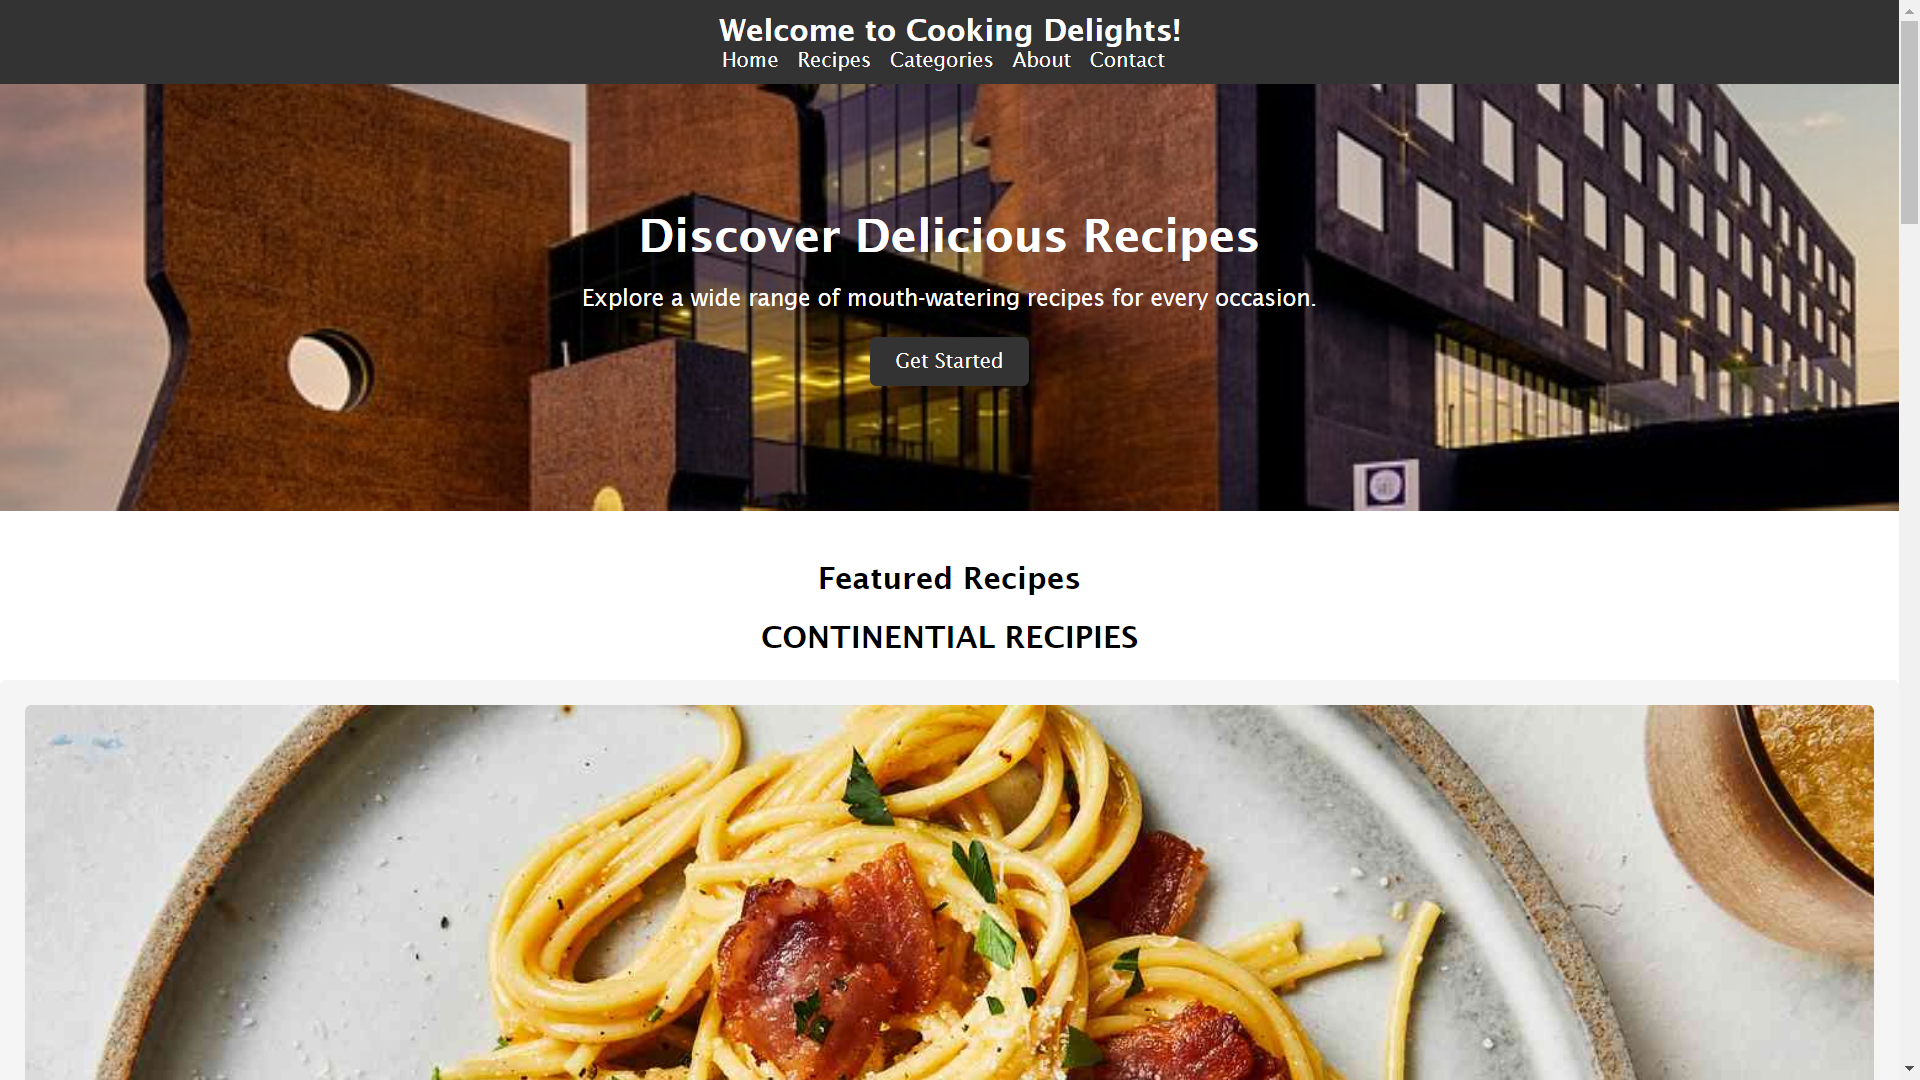 Welcome to Cooking Delights!
Home Recipes Categories About Contact
Discover Delicious Recipes
Explore a wide range of mouth-watering recipes for every occasion.
Get Started
Featured Recipes
CONTINENTIAL RECIPIES